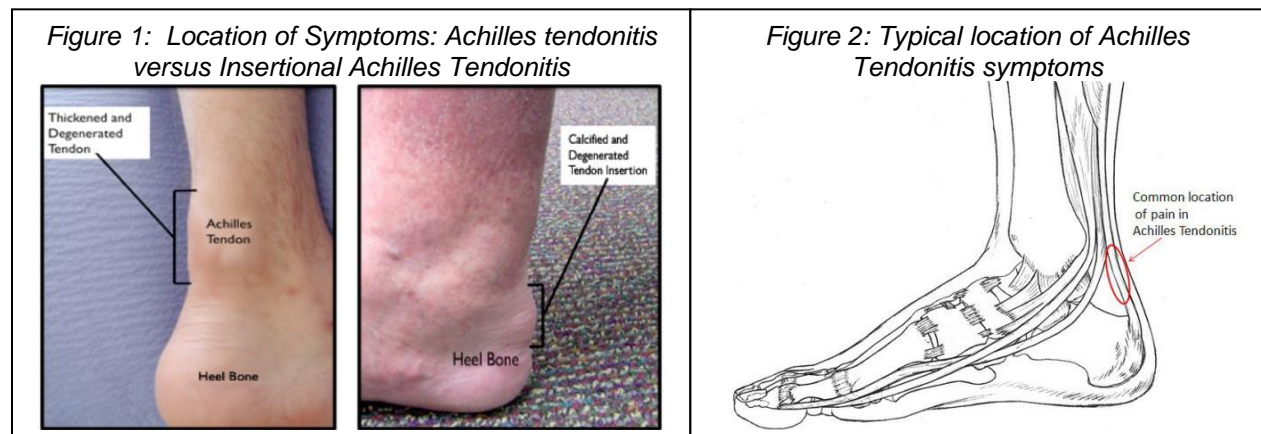 Figure 1:  Location of Symptoms: Achilles tendonitis
versus Insertional Achilles Tendonitis
Thickened and
Degenerated
Tendon
Achilles
Tendon
Heel Bone
Calcified and
Degenerated
Tendon Insertion
Heel Bone
Figure 2: Typical location of Achilles
Tendonitis symptoms
Common location
of pain in
Achilles Tendonitis